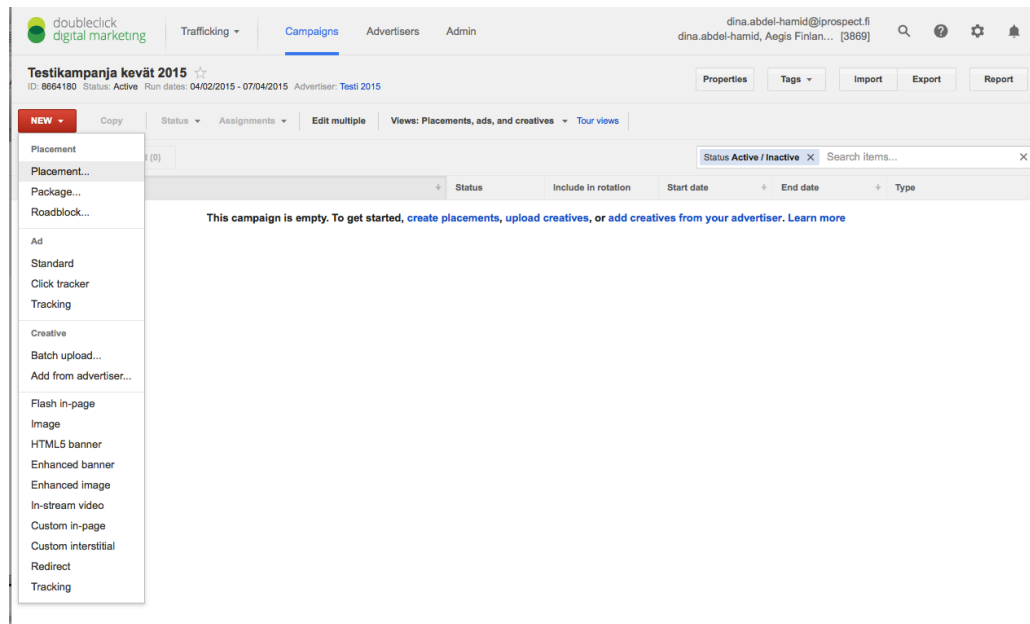 doubleclick
digital marketing
Trafficking
Campaigns
Advertisers
Admin
dina.abdel-hamid@iprospect.fi
dina.abdel-hamid, Aegis Finlan... [3869]
Testikampanja kevät 2015
ID: 8664180 Status: Active Run dates: 04/02/2015 - 07/04/2015 Advertiser: Testi 2015
Properties
Tags
Import
Export
Report
NEW
Copy
Status
Assignments
Edit multiple
Views: Placements, ads, and creatives
Tour views
(0)
Status Active / Inactive X
Search items...
X
Status
Include in rotation
Start date
End date
Type
This campaign is empty. To get started, create placements, upload creatives, or add creatives from your advertiser. Learn more
Placement
Placement...
Package...
Roadblock...
Ad
Standard
Click tracker
Tracking
Creative
Batch upload...
Add from advertiser...
Flash in-page
Image
HTML5 banner
Enhanced banner
Enhanced image
In-stream video
Custom in-page
Custom interstitial
Redirect
Tracking